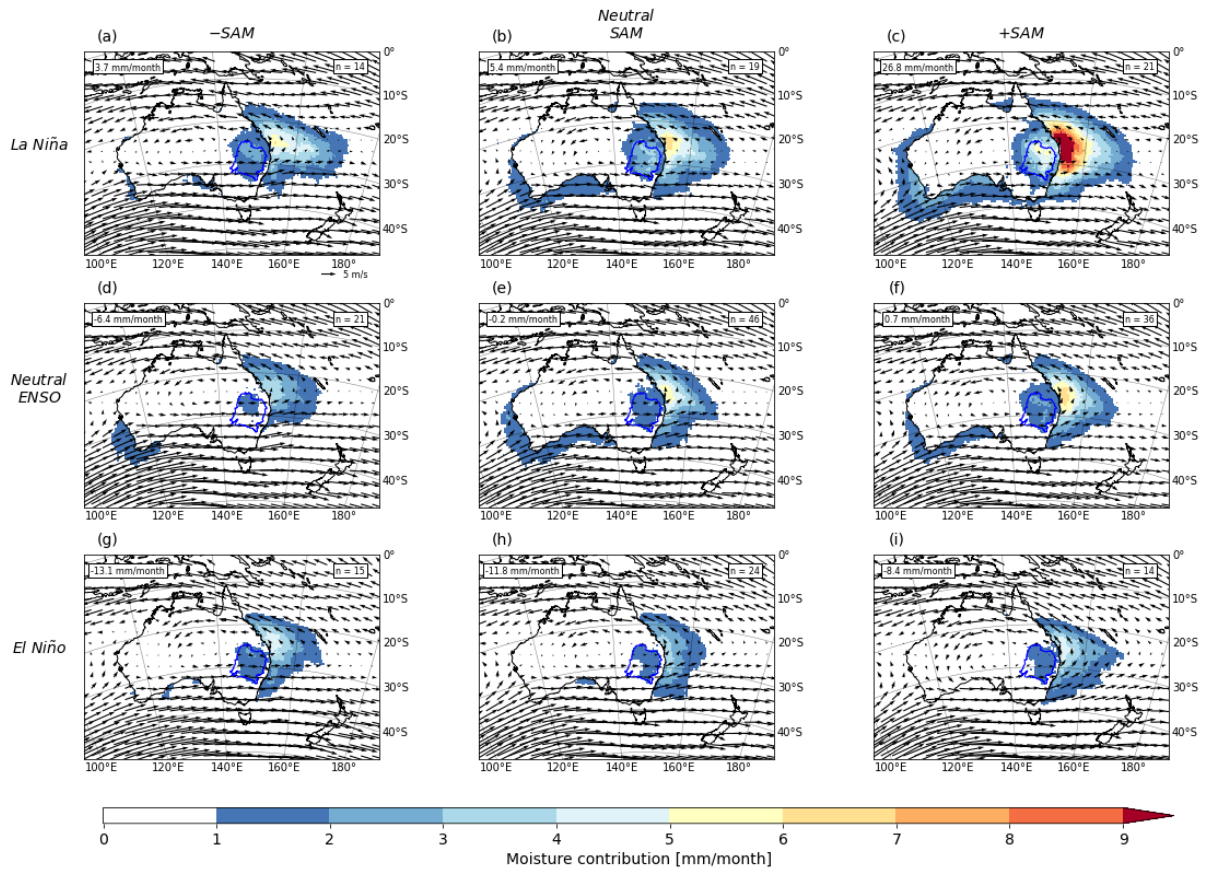 Neutral
−SAM SAM +SAM
(a) (b) (c)
La Niña
3.7 mm/month n = 14 5.4 mm/month n = 19 26.8 mm/month n = 21
0° 0° 0°
10°S 10°S 10°S
20°S 20°S 20°S
30°S 30°S 30°S
40°S 40°S 40°S
100°E 120°E 140°E 160°E 180° 100°E 120°E 140°E 160°E 180° 100°E 120°E 140°E 160°E 180°
5 m/s
(d) (e) (f)
Neutral
ENSO
-6.4 mm/month n = 21 -0.2 mm/month n = 46 0.7 mm/month n = 36
0° 0° 0°
10°S 10°S 10°S
20°S 20°S 20°S
30°S 30°S 30°S
40°S 40°S 40°S
100°E 120°E 140°E 160°E 180° 100°E 120°E 140°E 160°E 180° 100°E 120°E 140°E 160°E 180°
(g) (h) (i)
El Niño
-13.1 mm/month n = 15 -11.8 mm/month n = 24 -8.4 mm/month n = 14
0° 0° 0°
10°S 10°S 10°S
20°S 20°S 20°S
30°S 30°S 30°S
40°S 40°S 40°S
100°E 120°E 140°E 160°E 180° 100°E 120°E 140°E 160°E 180° 100°E 120°E 140°E 160°E 180°
0 1 2 3 4 5 6 7 8 9
Moisture contribution [mm/month]